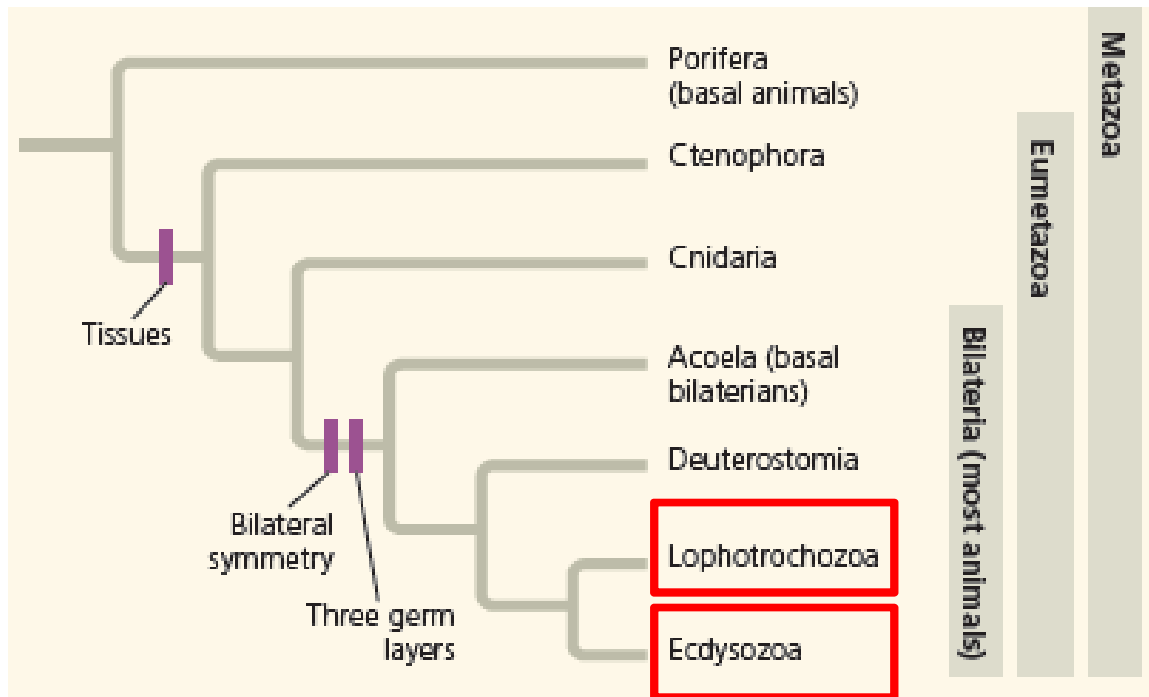 Porifera
(basal animals)
Ctenophora
Cnidaria
Tissues
Acoela (basal
bilaterians)
Deuterostomia
Bilateral
symmetry
Lophotrochozoa
Three germ
layers
Ecdysozoa
Bilateria (most animals)
Eumetazoa
Metazoa